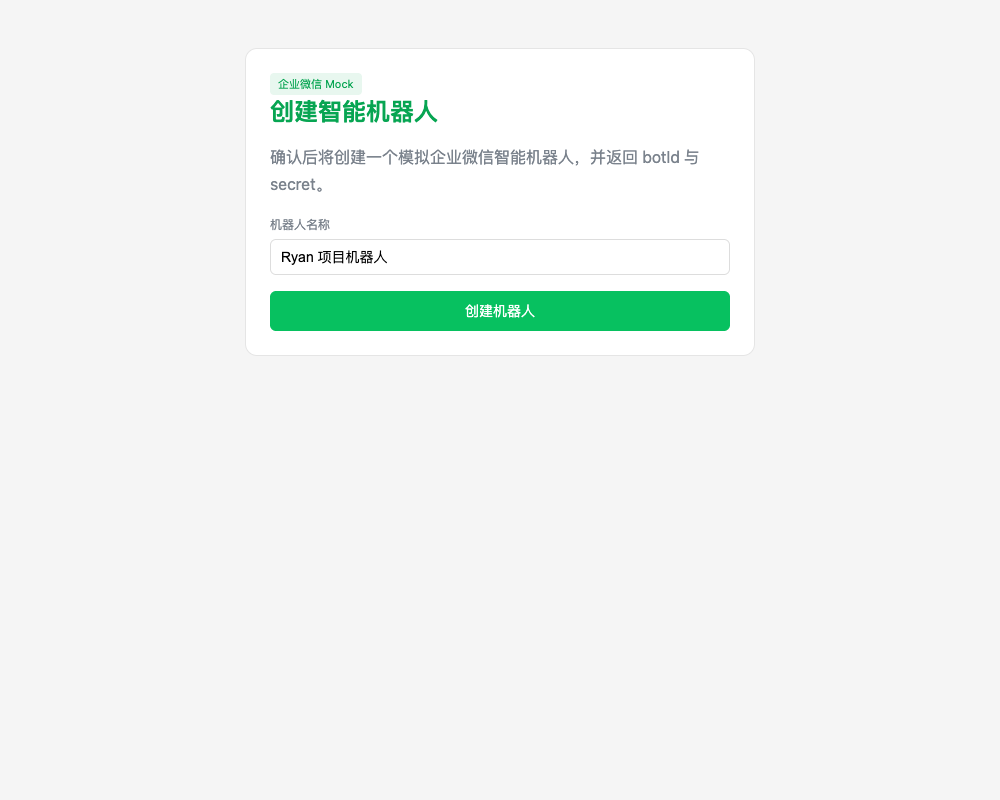 企业微信 Mock
创建智能机器人
确认后将创建一个模拟企业微信智能机器人，并返回 botId 与
secret。
机器人名称
Ryan 项目机器人
创建机器人